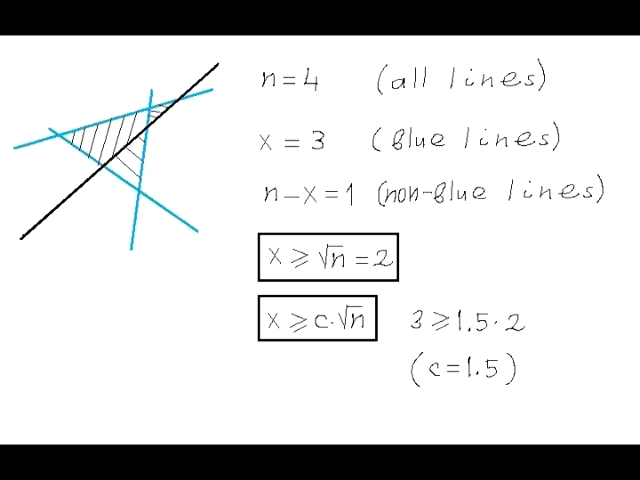 n=4 (all lines)
x = 3 (blue lines)
n-x=1 (non-blue lines)
x ⩾ √n = 2
x ⩾ c·√n 3 ⩾ 1.5·2
(c=1.5)